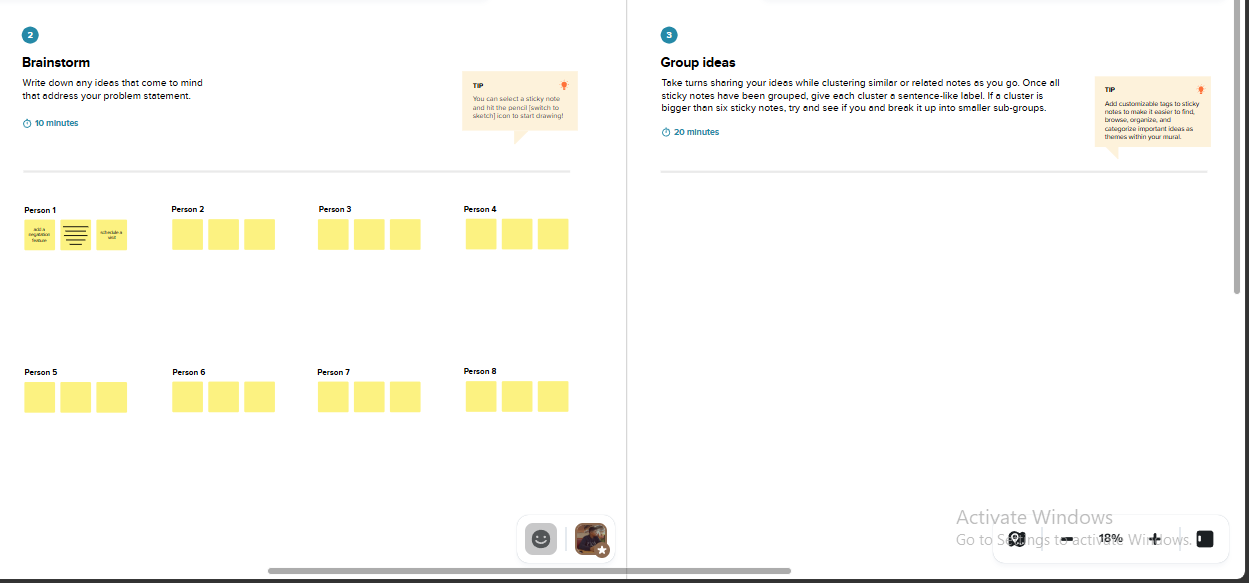 2
Brainstorm
Write down any ideas that come to mind
that address your problem statement.
10 minutes
TIP
You can select a sticky note
and hit the pencil [switch to
sketch] icon to start drawing!
Person 1
add a
negotiation
feature
schedule a
visit
Person 2
Person 3
Person 4
Person 5
Person 6
Person 7
Person 8
3
Group ideas
Take turns sharing your ideas while clustering similar or related notes as you go. Once all
sticky notes have been grouped, give each cluster a sentence-like label. If a cluster is
bigger than six sticky notes, try and see if you and break it up into smaller sub-groups.
20 minutes
TIP
Add customizable tags to sticky
notes to make it easier to find,
browse, organize, and
categorize important ideas as
themes within your mural.
Activate Windows
Go to Settings to activate Windows.
18%